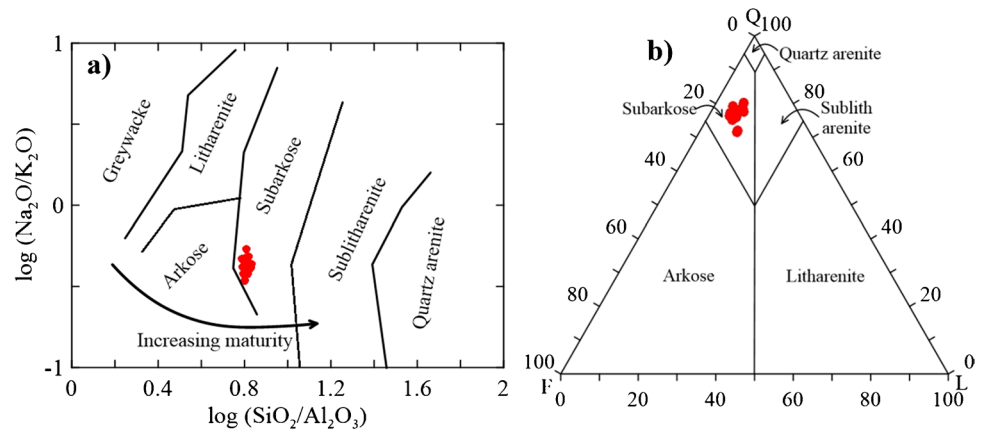 a)
1
0
-1
log (Na2O/K2O)
Greywacke
Litharenite
Subarkose
Arkose
Sublitharenite
Quartz arenite
Increasing maturity
0
0.4
0.8
1.2
1.6
2
log (SiO2/Al2O3)
b)
0
Q
100
Quartz arenite
20
80
Subarkose
Sublith
arenite
40
60
60
40
Arkose
Litharenite
80
20
100
0
F
L
0
20
40
60
80
100